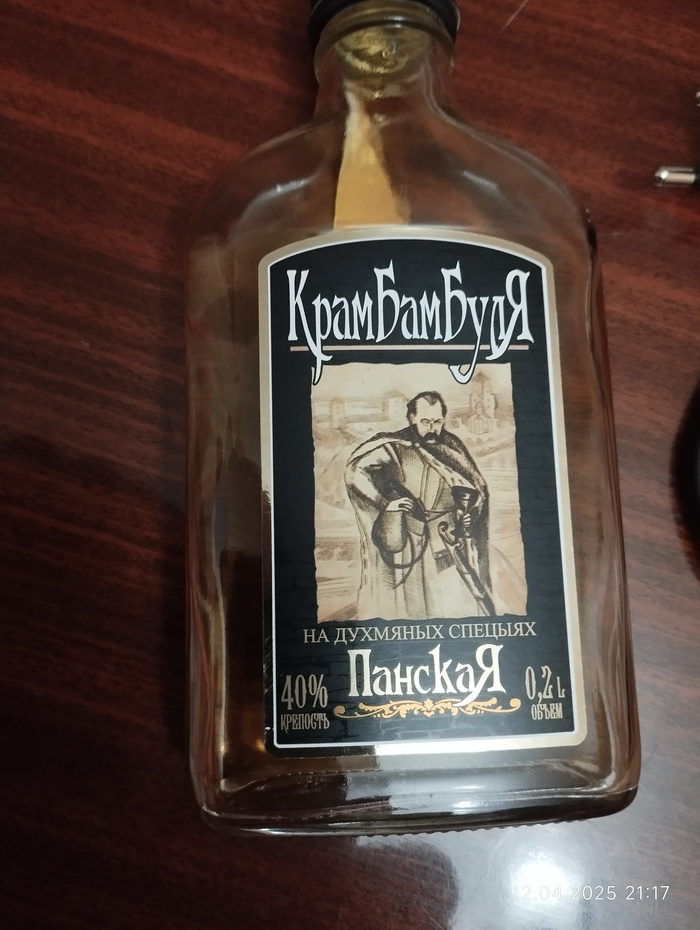 КрамБамБуля
НА ДУХМЯНЫХ СПЕЦЫЯХ
ПанскаЯ
40%
КРЕПОСТЬ
0,2 L
ОБЪЕМ
12.04.2025 21:17